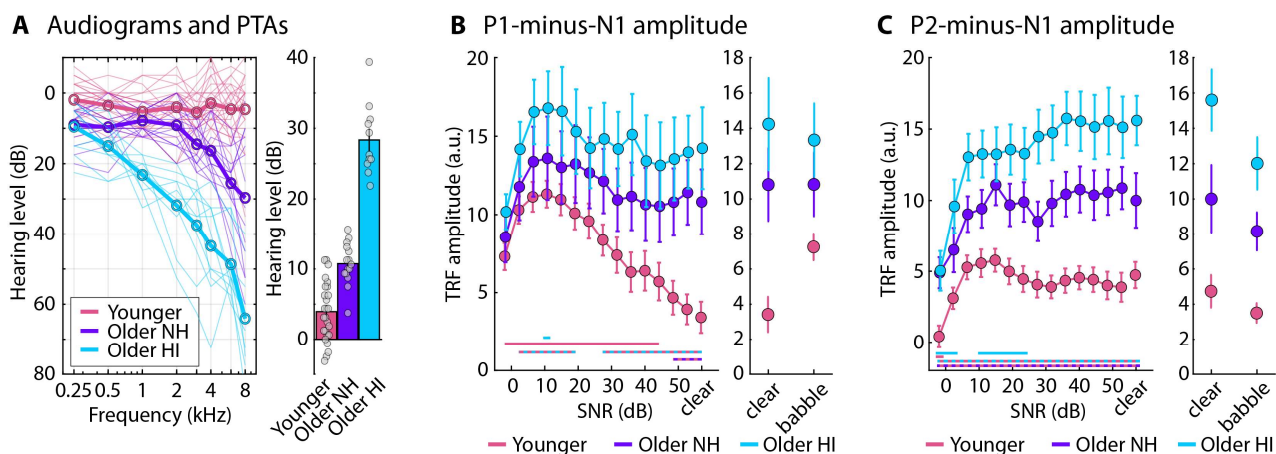 A Audiograms and PTAs
Hearing level (dB)
0
20
40
60
80
0.25 0.5 1 2 4 8
Frequency (kHz)
Younger
Older NH
Older HI
Hearing level (dB)
40
30
20
10
0
Younger
Older NH
Older HI
B P1-minus-N1 amplitude
TRF amplitude (a.u.)
20
15
10
5
0
0 10 20 30 40 50 clear
SNR (dB)
18
16
14
12
10
8
6
4
2
0
clear
babble
Younger Older NH Older HI
C P2-minus-N1 amplitude
TRF amplitude (a.u.)
20
15
10
5
0
0 10 20 30 40 50 clear
SNR (dB)
18
16
14
12
10
8
6
4
2
0
clear
babble
Younger Older NH Older HI